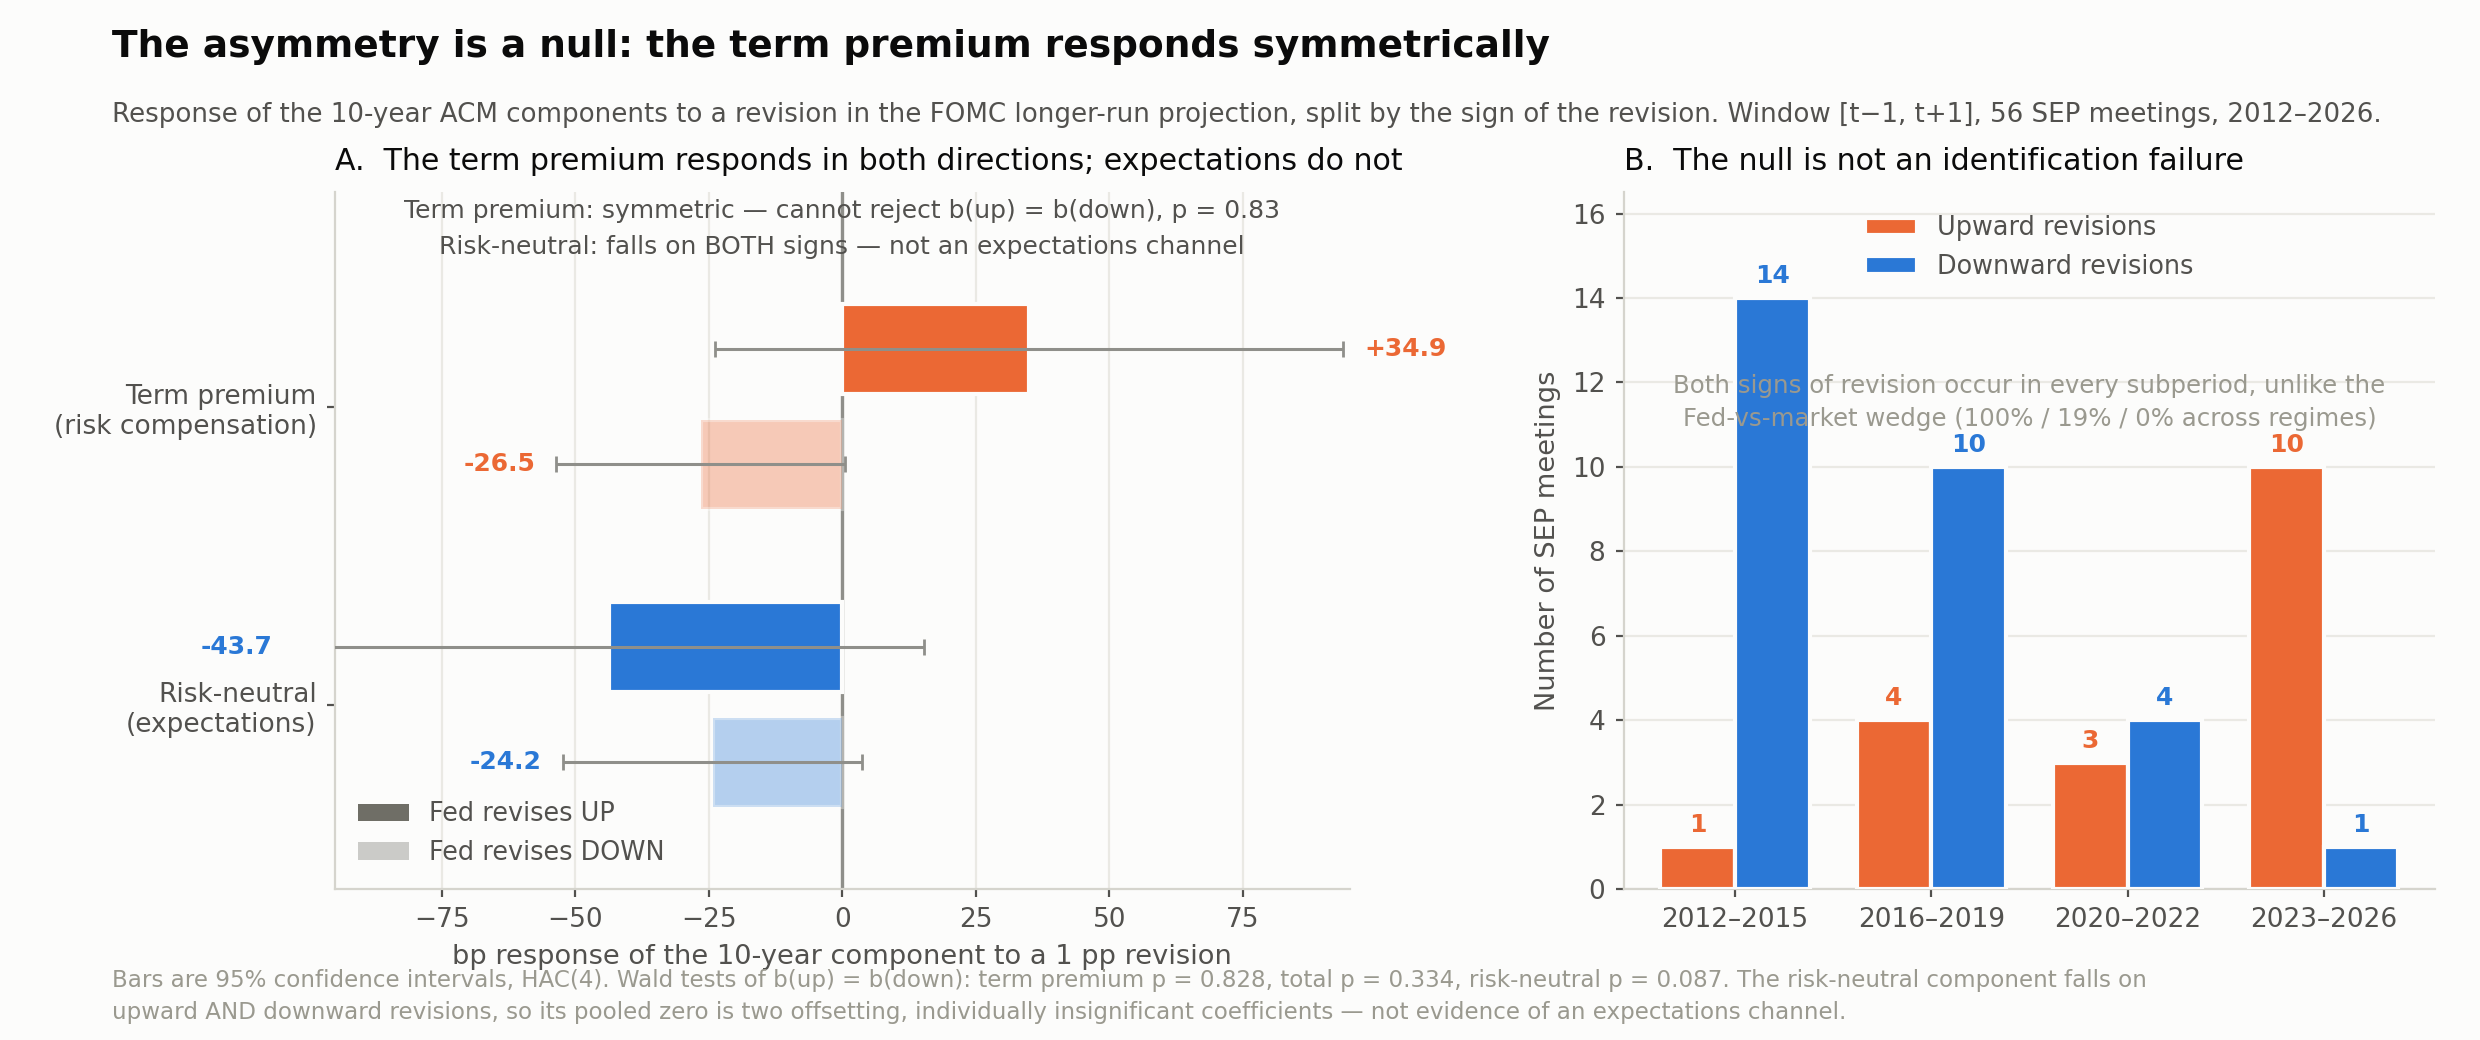 The asymmetry is a null: the term premium responds symmetrically
Response of the 10-year ACM components to a revision in the FOMC longer-run projection, split by the sign of the revision. Window [t−1, t+1], 56 SEP meetings, 2012–2026.
A. The term premium responds in both directions; expectations do not
Term premium: symmetric — cannot reject b(up) = b(down), p = 0.83
Risk-neutral: falls on BOTH signs — not an expectations channel
+34.9
Term premium
(risk compensation)
-26.5
-43.7
Risk-neutral
(expectations)
-24.2
Fed revises UP
Fed revises DOWN
−75 −50 −25 0 25 50 75
bp response of the 10-year component to a 1 pp revision
B. The null is not an identification failure
Number of SEP meetings
16
14
12
10
8
6
4
2
0
Upward revisions
Downward revisions
Both signs of revision occur in every subperiod, unlike the
Fed-vs-market wedge (100% / 19% / 0% across regimes)
1 14 4 10 3 4 10 1
2012–2015 2016–2019 2020–2022 2023–2026
Bars are 95% confidence intervals, HAC(4). Wald tests of b(up) = b(down): term premium p = 0.828, total p = 0.334, risk-neutral p = 0.087. The risk-neutral component falls on
upward AND downward revisions, so its pooled zero is two offsetting, individually insignificant coefficients — not evidence of an expectations channel.